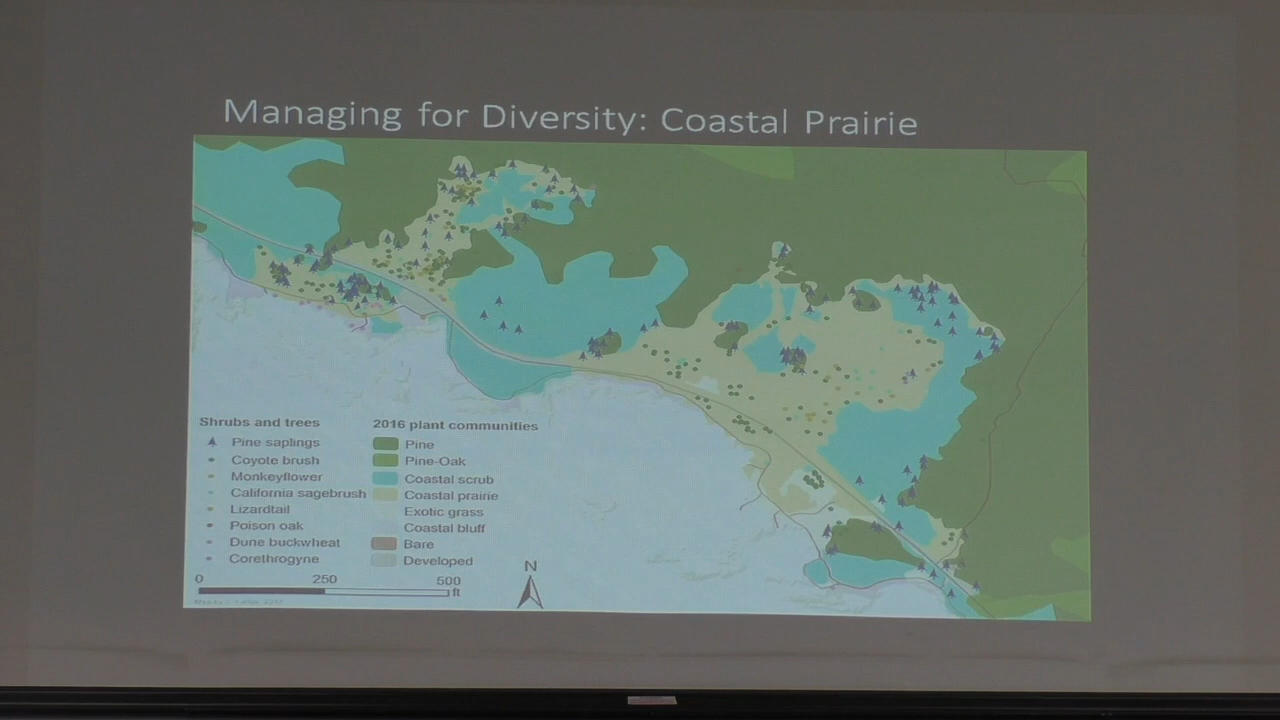 Managing for Diversity: Coastal Prairie
Shrubs and trees
Pine saplings
Coyote brush
Monkeyflower
California sagebrush
Lizardtail
Poison oak
Dune buckwheat
Corethrogyne
2016 plant communities
Pine
Pine-Oak
Coastal scrub
Coastal prairie
Exotic grass
Coastal bluff
Bare
Developed
0 250 500
ft
N